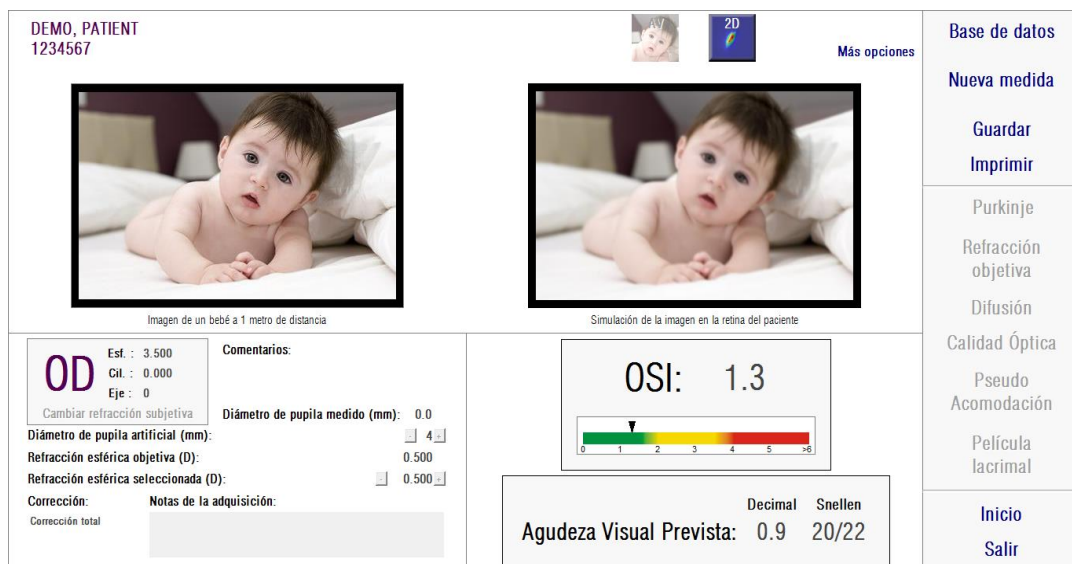 DEMO, PATIENT
1234567
2D
Más opciones
Imagen de un bebé a 1 metro de distancia
Simulación de la imagen en la retina del paciente
OD
Esf. : 3.500
Cil. : 0.000
Eje : 0
Cambiar refracción subjetiva
Comentarios:
Diámetro de pupila medido (mm): 0.0
Diámetro de pupila artificial (mm): - 4 +
Refracción esférica objetiva (D): 0.500
Refracción esférica seleccionada (D): - 0.500 +
Corrección: Notas de la adquisición:
Corrección total
OSI: 1.3
0 1 2 3 4 5 >6
Decimal Snellen
Agudeza Visual Prevista: 0.9 20/22
Base de datos
Nueva medida
Guardar
Imprimir
Purkinje
Refracción
objetiva
Difusión
Calidad Óptica
Pseudo
Acomodación
Película
lacrimal
Inicio
Salir